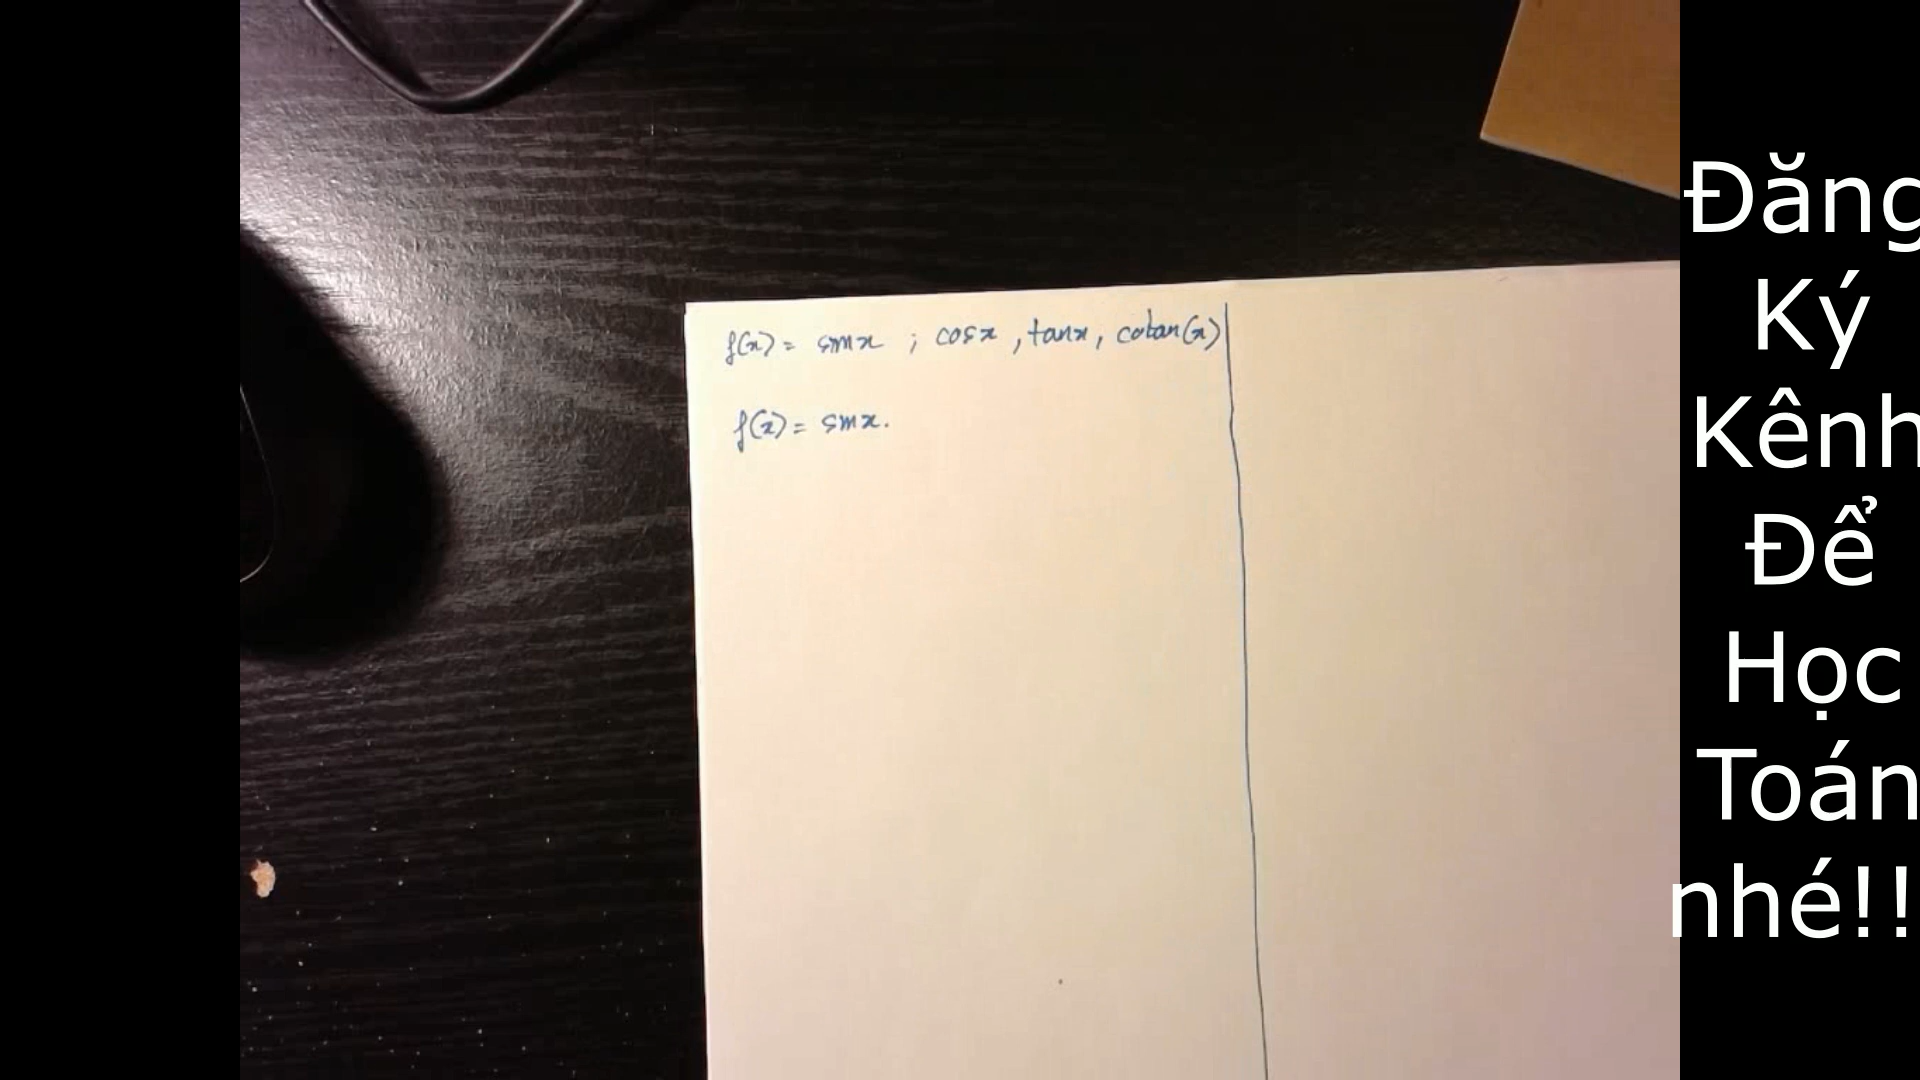 f(x) = sinx ; cosx , tanx, cotan(x)
f(x) = sinx.
Đăng
Ký
Kênh
Để
Học
Toán
nhé!!